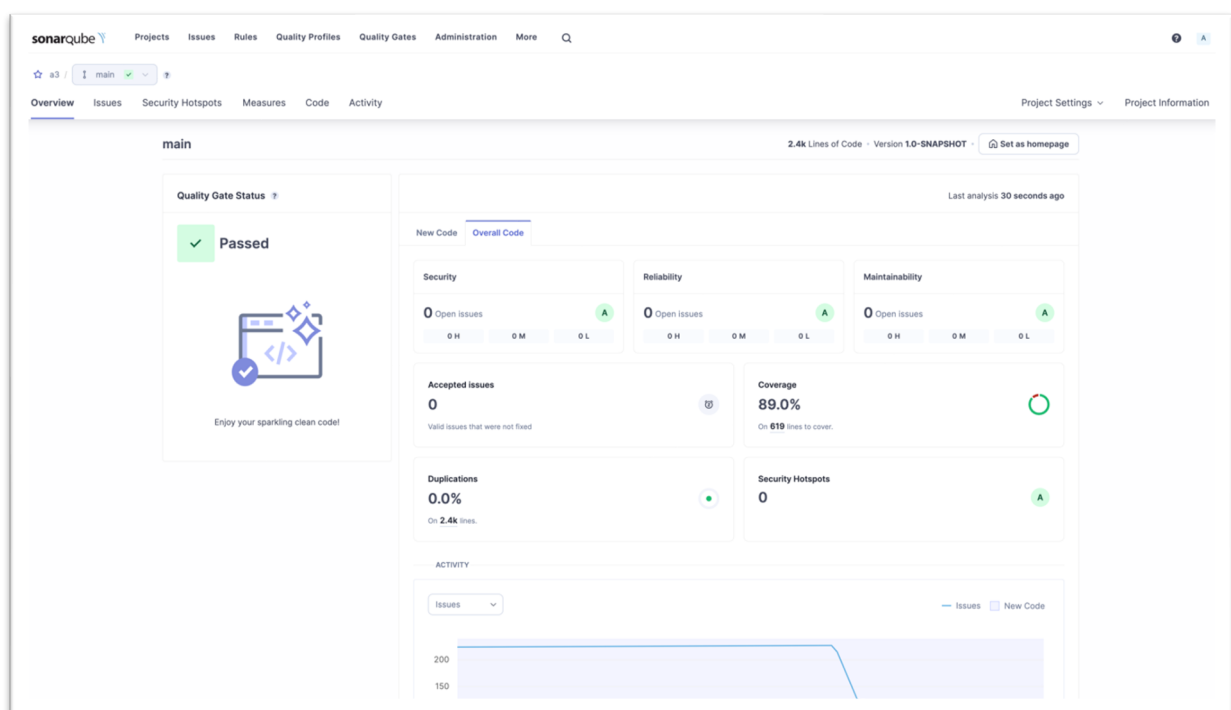 sonarqube
Projects Issues Rules Quality Profiles Quality Gates Administration More
A
a3 / main
Overview Issues Security Hotspots Measures Code Activity
Project Settings Project Information
main
2.4k Lines of Code · Version 1.0-SNAPSHOT · Set as homepage
Quality Gate Status ?
Passed
Enjoy your sparkling clean code!
Last analysis 30 seconds ago
New Code Overall Code
Security
0 Open issues A
0 H 0 M 0 L
Reliability
0 Open issues A
0 H 0 M 0 L
Maintainability
0 Open issues A
0 H 0 M 0 L
Accepted issues
0
Valid issues that were not fixed
Coverage
89.0%
On 619 lines to cover.
Duplications
0.0%
On 2.4k lines.
Security Hotspots
0
A
ACTIVITY
Issues
Issues New Code
200
150